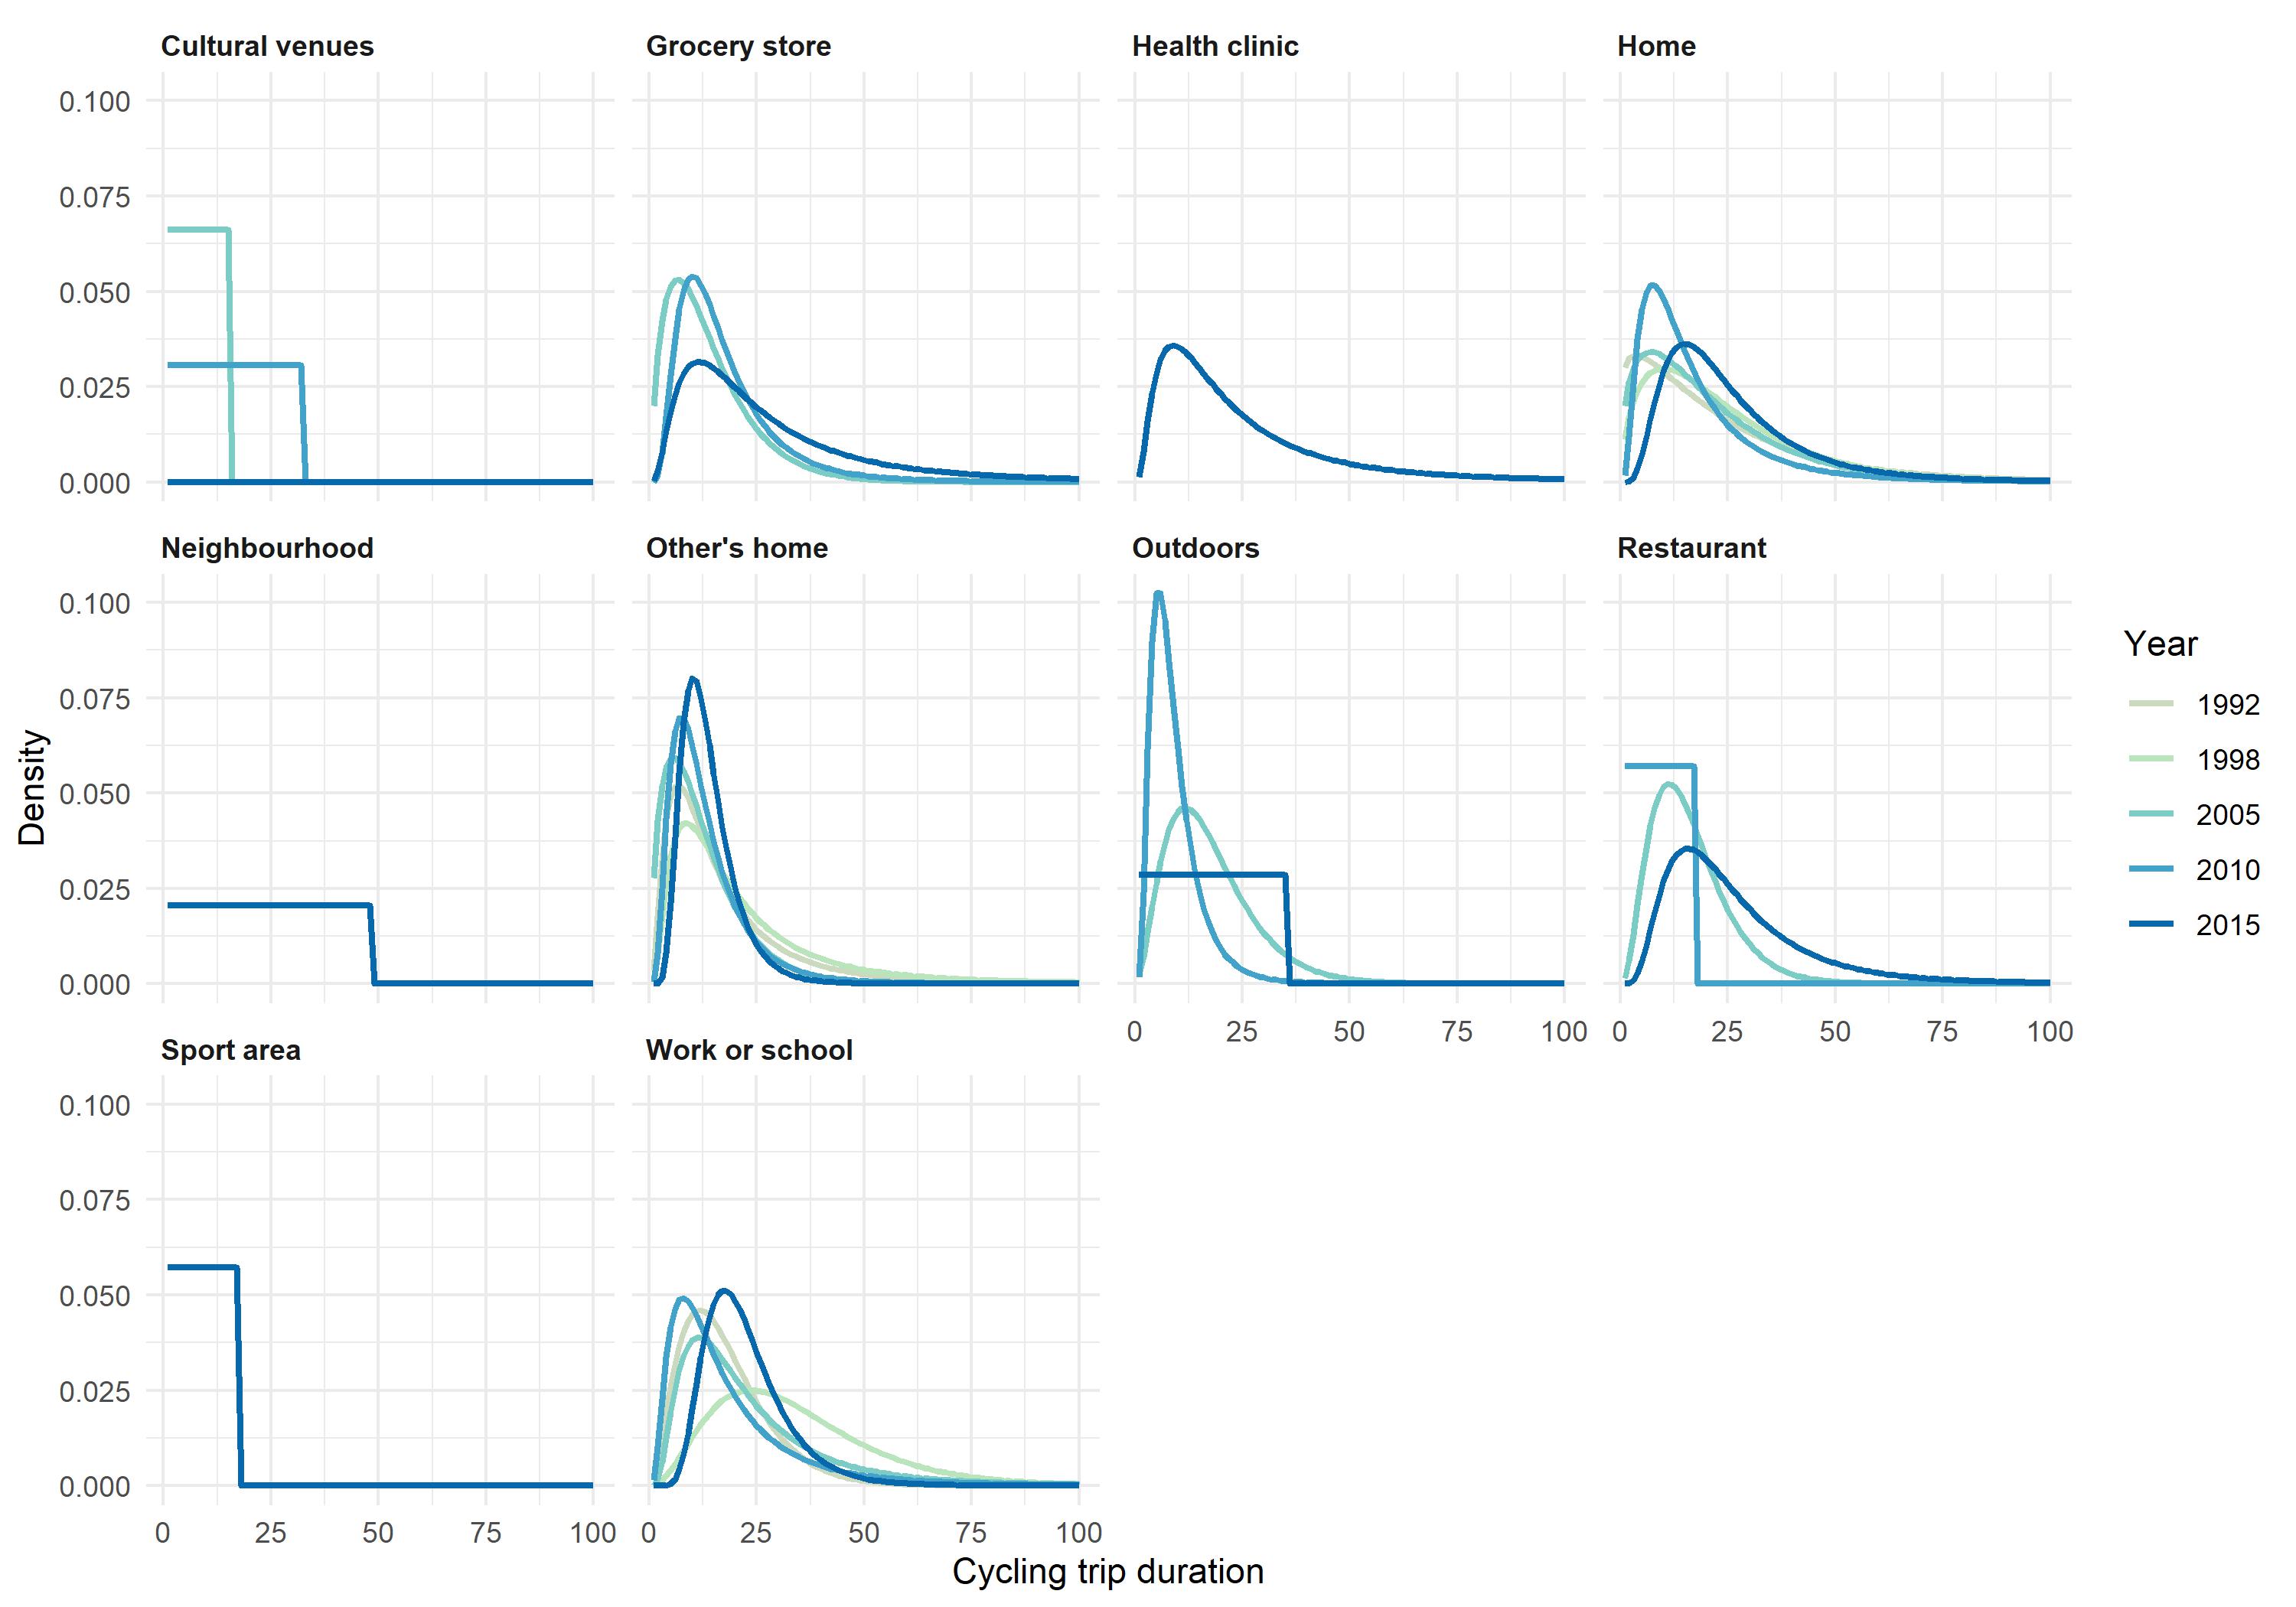 Cultural venues
Grocery store
Health clinic
Home
0.100
0.075
0.050
0.025
0.000
Neighbourhood
Other's home
Outdoors
Restaurant
0.100
0.075
0.050
0.025
0.000
0 25 50 75 100
0 25 50 75 100
Sport area
Work or school
0.100
0.075
0.050
0.025
0.000
0 25 50 75 100
0 25 50 75 100
Cycling trip duration
Density
Year
1992
1998
2005
2010
2015